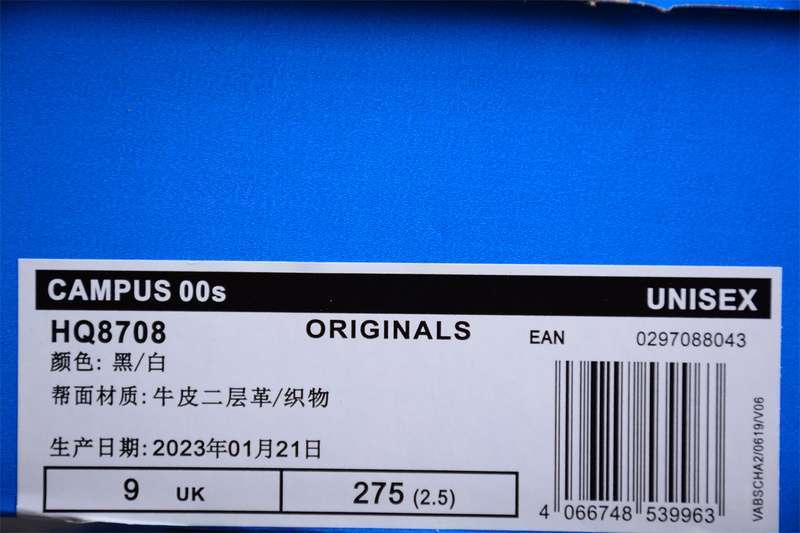 CAMPUS 00s UNISEX
HQ8708 ORIGINALS EAN 0297088043
颜色: 黑/白
帮面材质: 牛皮二层革/织物
生产日期: 2023年01月21日
9 UK 275 (2.5)
4 066748 539963
VABSCHA2/0619/V06